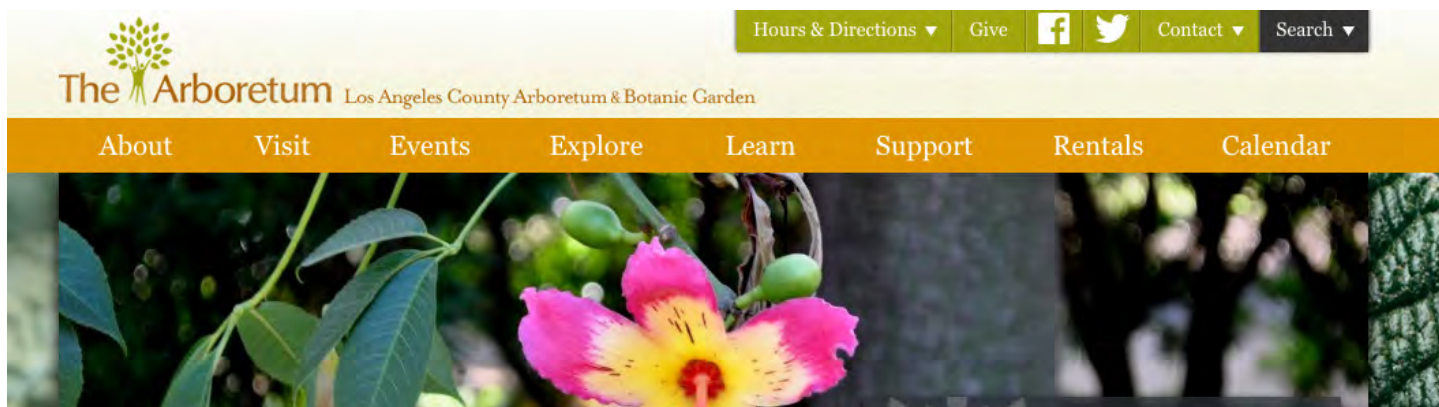 Hours & Directions ▼ Give Contact ▼ Search ▼
The Arboretum Los Angeles County Arboretum & Botanic Garden
About Visit Events Explore Learn Support Rentals Calendar